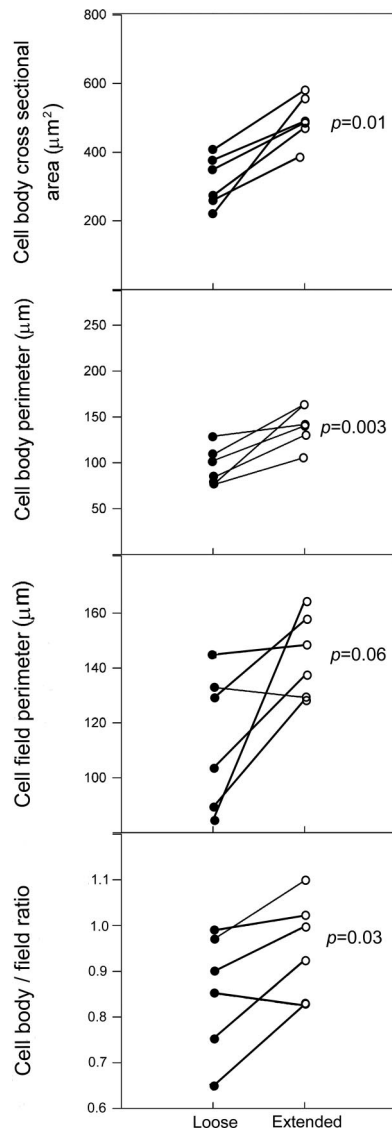 Cell body cross sectional
area (μm²)
800
600
400
200
p=0.01
Cell body perimeter (μm)
250
200
150
100
50
p=0.003
Cell field perimeter (μm)
160
140
120
100
p=0.06
Cell body / field ratio
1.1
1.0
0.9
0.8
0.7
0.6
p=0.03
Loose Extended